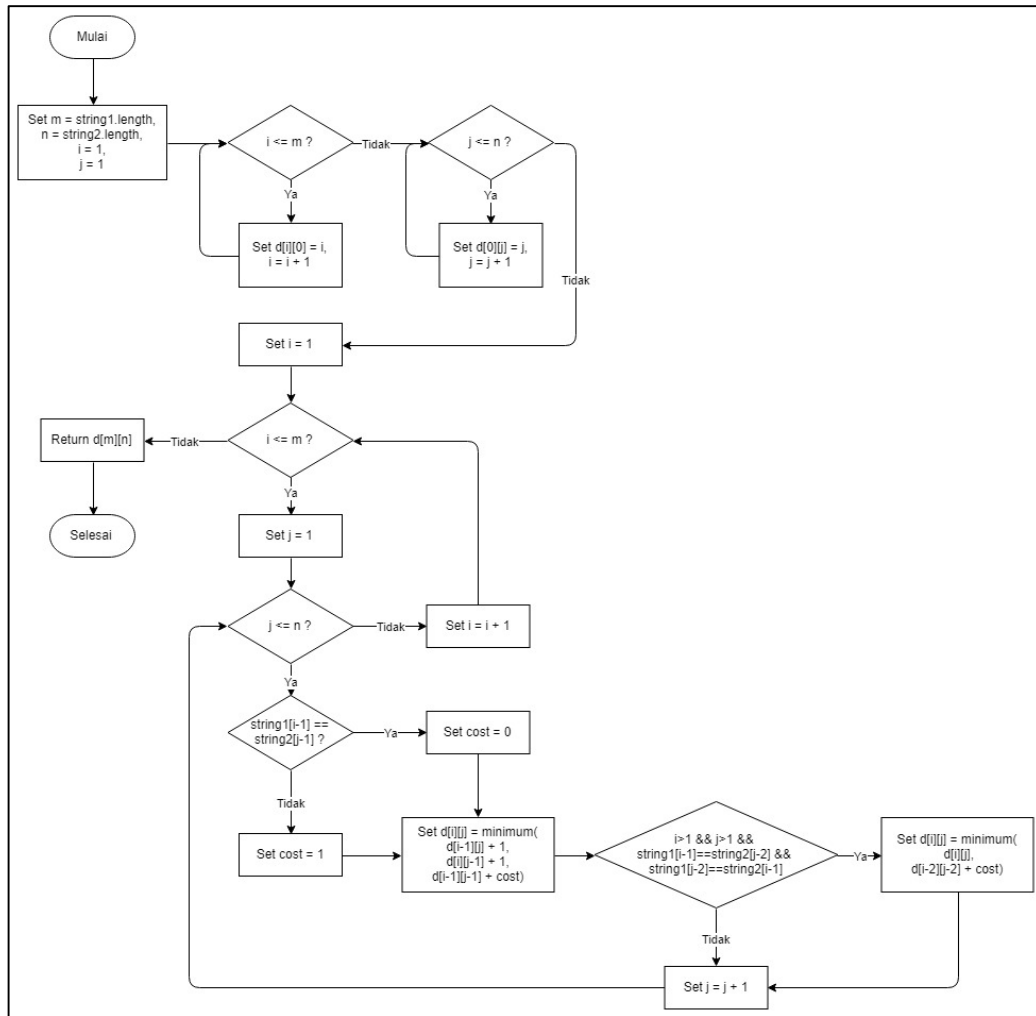 Mulai
Set m = string1.length,
n = string2.length,
i = 1,
j = 1
i <= m ?
Tidak
j <= n ?
Ya
Ya
Set d[i][0] = i,
i = i + 1
Set d[0][j] = j,
j = j + 1
Tidak
Set i = 1
Return d[m][n]
Tidak
i <= m ?
Ya
Selesai
Set j = 1
j <= n ?
Tidak
Set i = i + 1
Ya
string1[i-1] ==
string2[j-1] ?
Ya
Set cost = 0
Tidak
Set cost = 1
Set d[i][j] = minimum(
d[i-1][j] + 1,
d[i][j-1] + 1,
d[i-1][j-1] + cost)
i>1 && j>1 &&
string1[i-1]==string2[j-2] &&
string1[j-2]==string2[i-1]
Ya
Set d[i][j] = minimum(
d[i][j],
d[i-2][j-2] + cost)
Tidak
Set j = j + 1